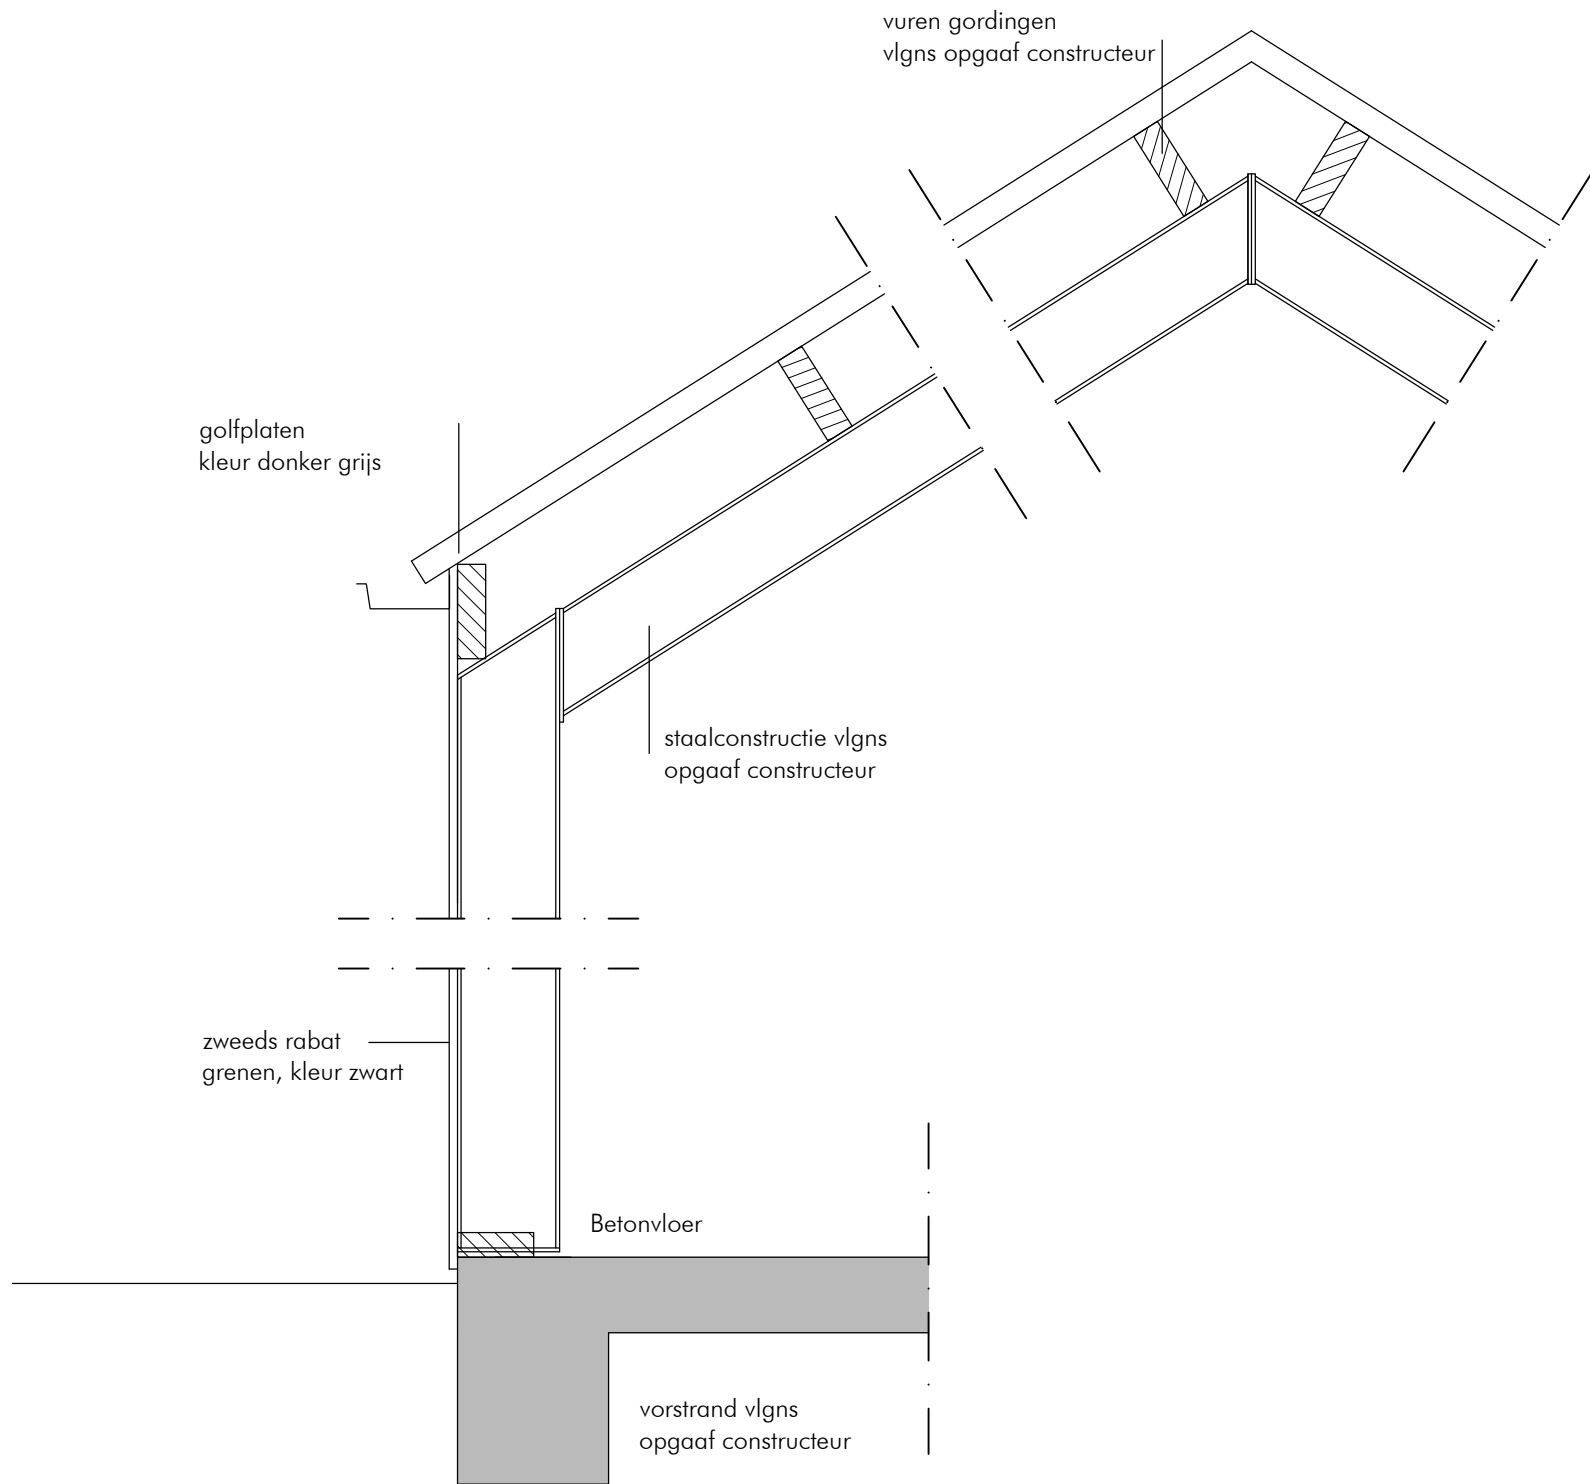 vuren gordingen
vlgns opgaaf constructeur
golfplaten
kleur donker grijs
staalconstructie vlgns
opgaaf constructeur
zweeds rabat
grenen, kleur zwart
Betonvloer
vorstrand vlgns
opgaaf constructeur